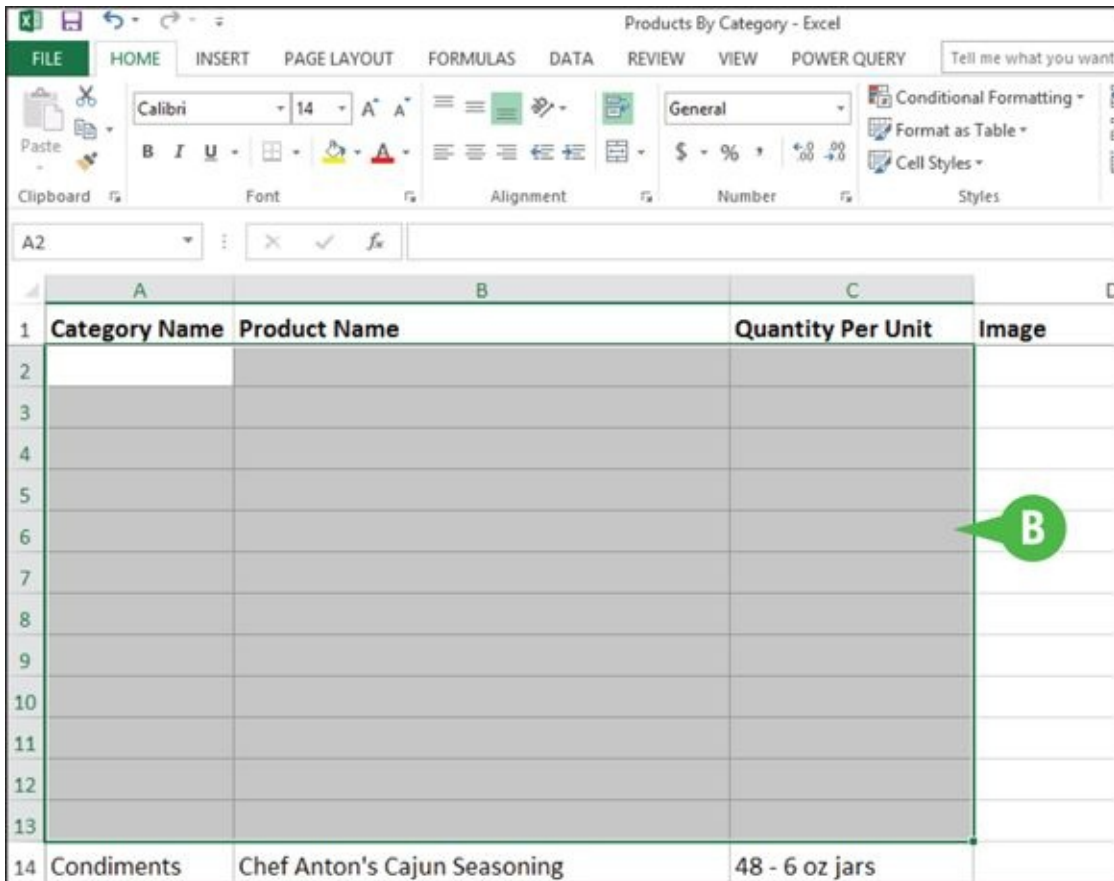 Products By Category - Excel
FILE HOME INSERT PAGE LAYOUT FORMULAS DATA REVIEW VIEW POWER QUERY Tell me what you want
Calibri 14 A A General Conditional Formatting
Format as Table
Paste B I U A $ % , .00 .0 Cell Styles
Clipboard Font Alignment Number Styles
A2 fx
A B C D
1 Category Name Product Name Quantity Per Unit Image
2
3
4
5
6 B
7
8
9
10
11
12
13
14 Condiments Chef Anton's Cajun Seasoning 48 - 6 oz jars